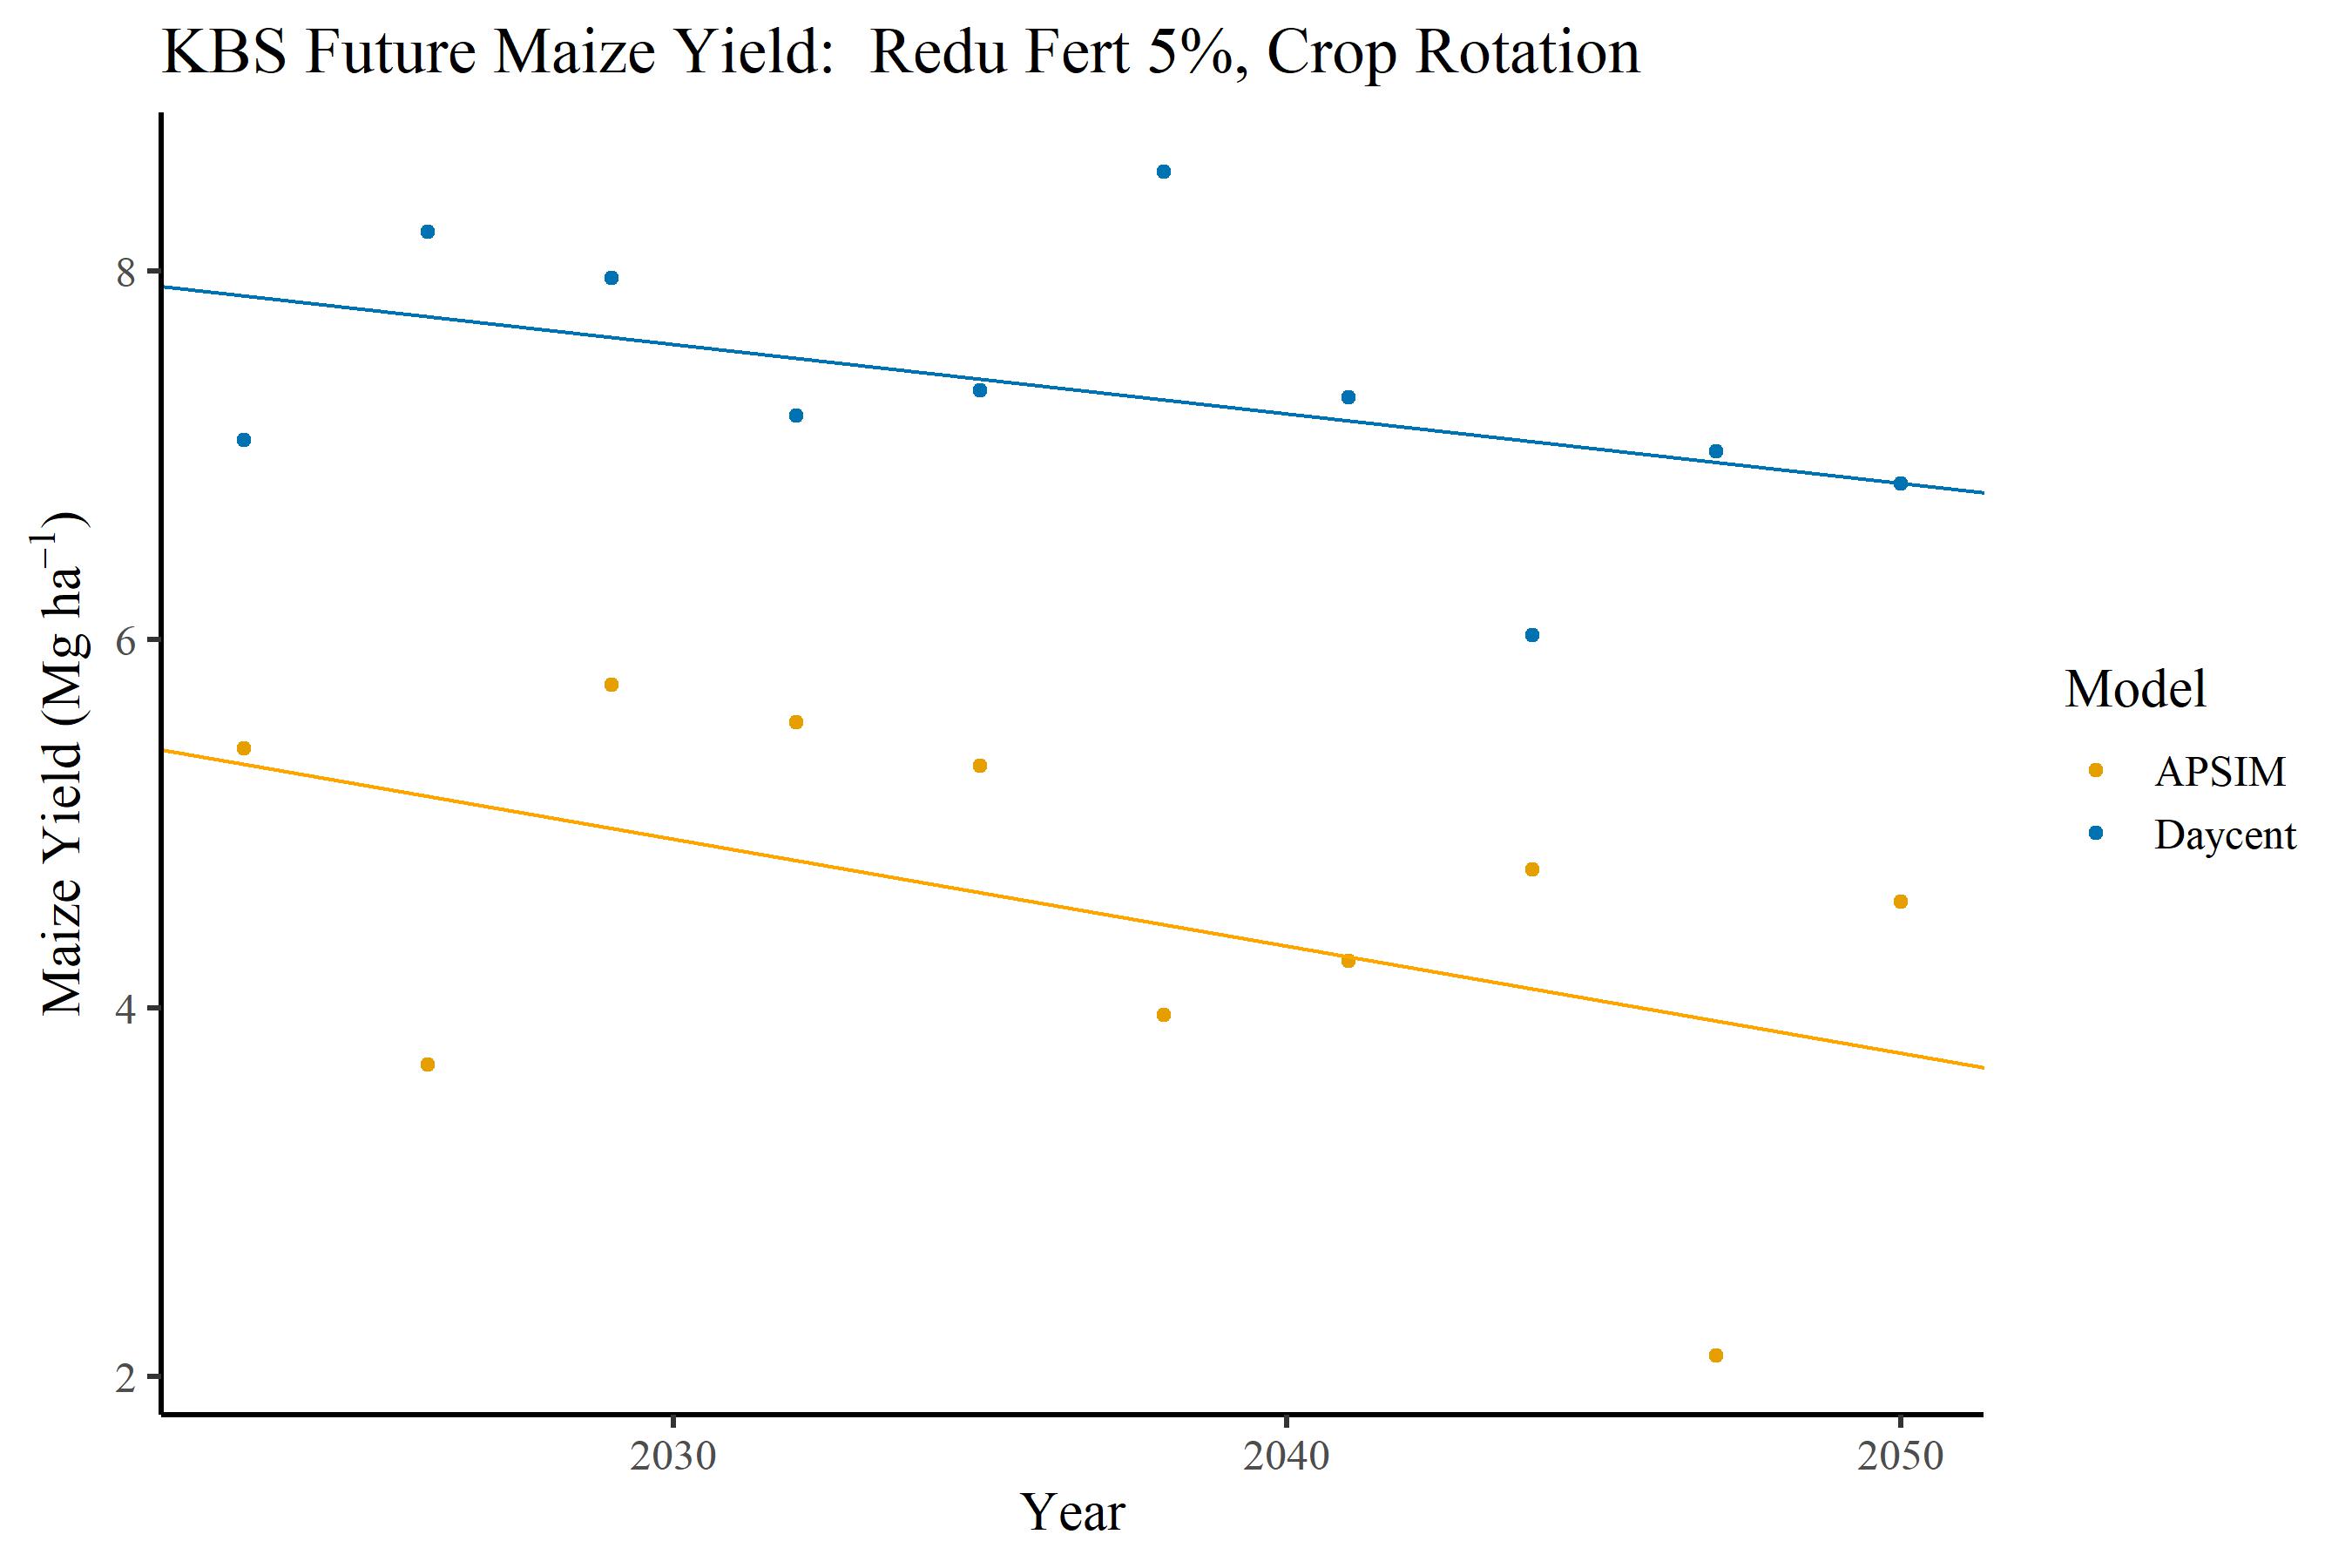 KBS Future Maize Yield:  Redu Fert 5%, Crop Rotation
Maize Yield (Mg ha⁻¹)
8
6
4
2
2030
2040
2050
Year
Model
APSIM
Daycent